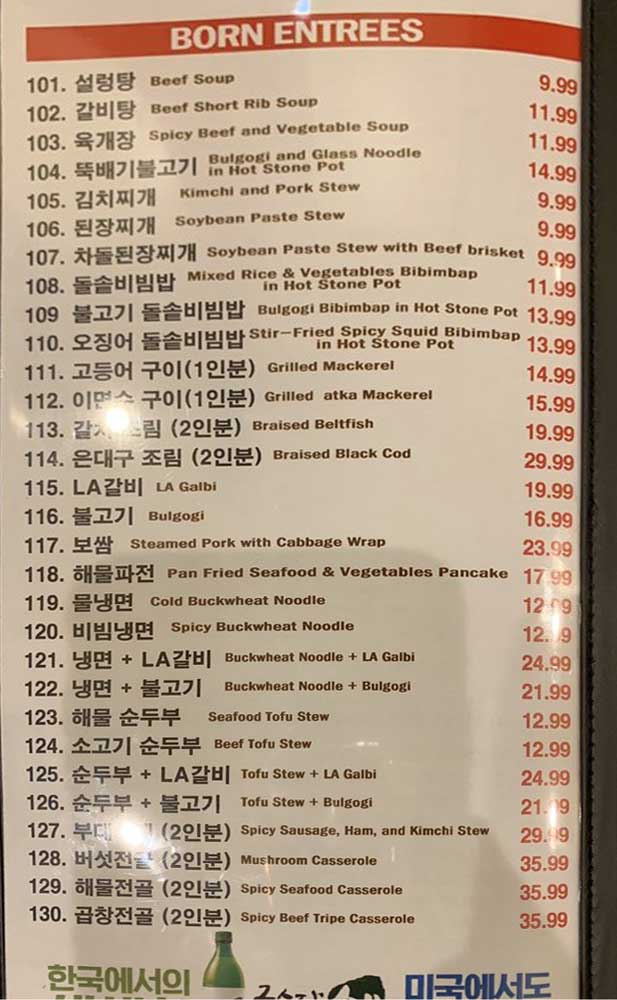 BORN ENTREES
101. 설렁탕 Beef Soup 9.99
102. 갈비탕 Beef Short Rib Soup 11.99
103. 육개장 Spicy Beef and Vegetable Soup 11.99
104. 뚝배기불고기 Bulgogi and Glass Noodle in Hot Stone Pot 14.99
105. 김치찌개 Kimchi and Pork Stew 9.99
106. 된장찌개 Soybean Paste Stew 9.99
107. 차돌된장찌개 Soybean Paste Stew with Beef brisket 9.99
108. 돌솥비빔밥 Mixed Rice & Vegetables Bibimbap in Hot Stone Pot 11.99
109 불고기 돌솥비빔밥 Bulgogi Bibimbap in Hot Stone Pot 13.99
110. 오징어 돌솥비빔밥 Stir-Fried Spicy Squid Bibimbap in Hot Stone Pot 13.99
111. 고등어 구이(1인분) Grilled Mackerel 14.99
112. 이면수 구이(1인분) Grilled atka Mackerel 15.99
113. 갈치 조림 (2인분) Braised Beltfish 19.99
114. 은대구 조림 (2인분) Braised Black Cod 29.99
115. LA갈비 LA Galbi 19.99
116. 불고기 Bulgogi 16.99
117. 보쌈 Steamed Pork with Cabbage Wrap 23.99
118. 해물파전 Pan Fried Seafood & Vegetables Pancake 17.99
119. 물냉면 Cold Buckwheat Noodle 12.99
120. 비빔냉면 Spicy Buckwheat Noodle
121. 냉면 + LA갈비 Buckwheat Noodle + LA Galbi 24.99
122. 냉면 + 불고기 Buckwheat Noodle + Bulgogi 21.99
123. 해물 순두부 Seafood Tofu Stew 12.99
124. 소고기 순두부 Beef Tofu Stew 12.99
125. 순두부 + LA갈비 Tofu Stew + LA Galbi 24.99
126. 순두부 + 불고기 Tofu Stew + Bulgogi 21.99
127. (2인분) Spicy Sausage, Ham, and Kimchi Stew 29.99
128. 버섯전골 (2인분) Mushroom Casserole 35.99
129. 해물전골 (2인분) Spicy Seafood Casserole 35.99
130. 곱창전골 (2인분) Spicy Beef Tripe Casserole 35.99
한국에서의 미국에서도